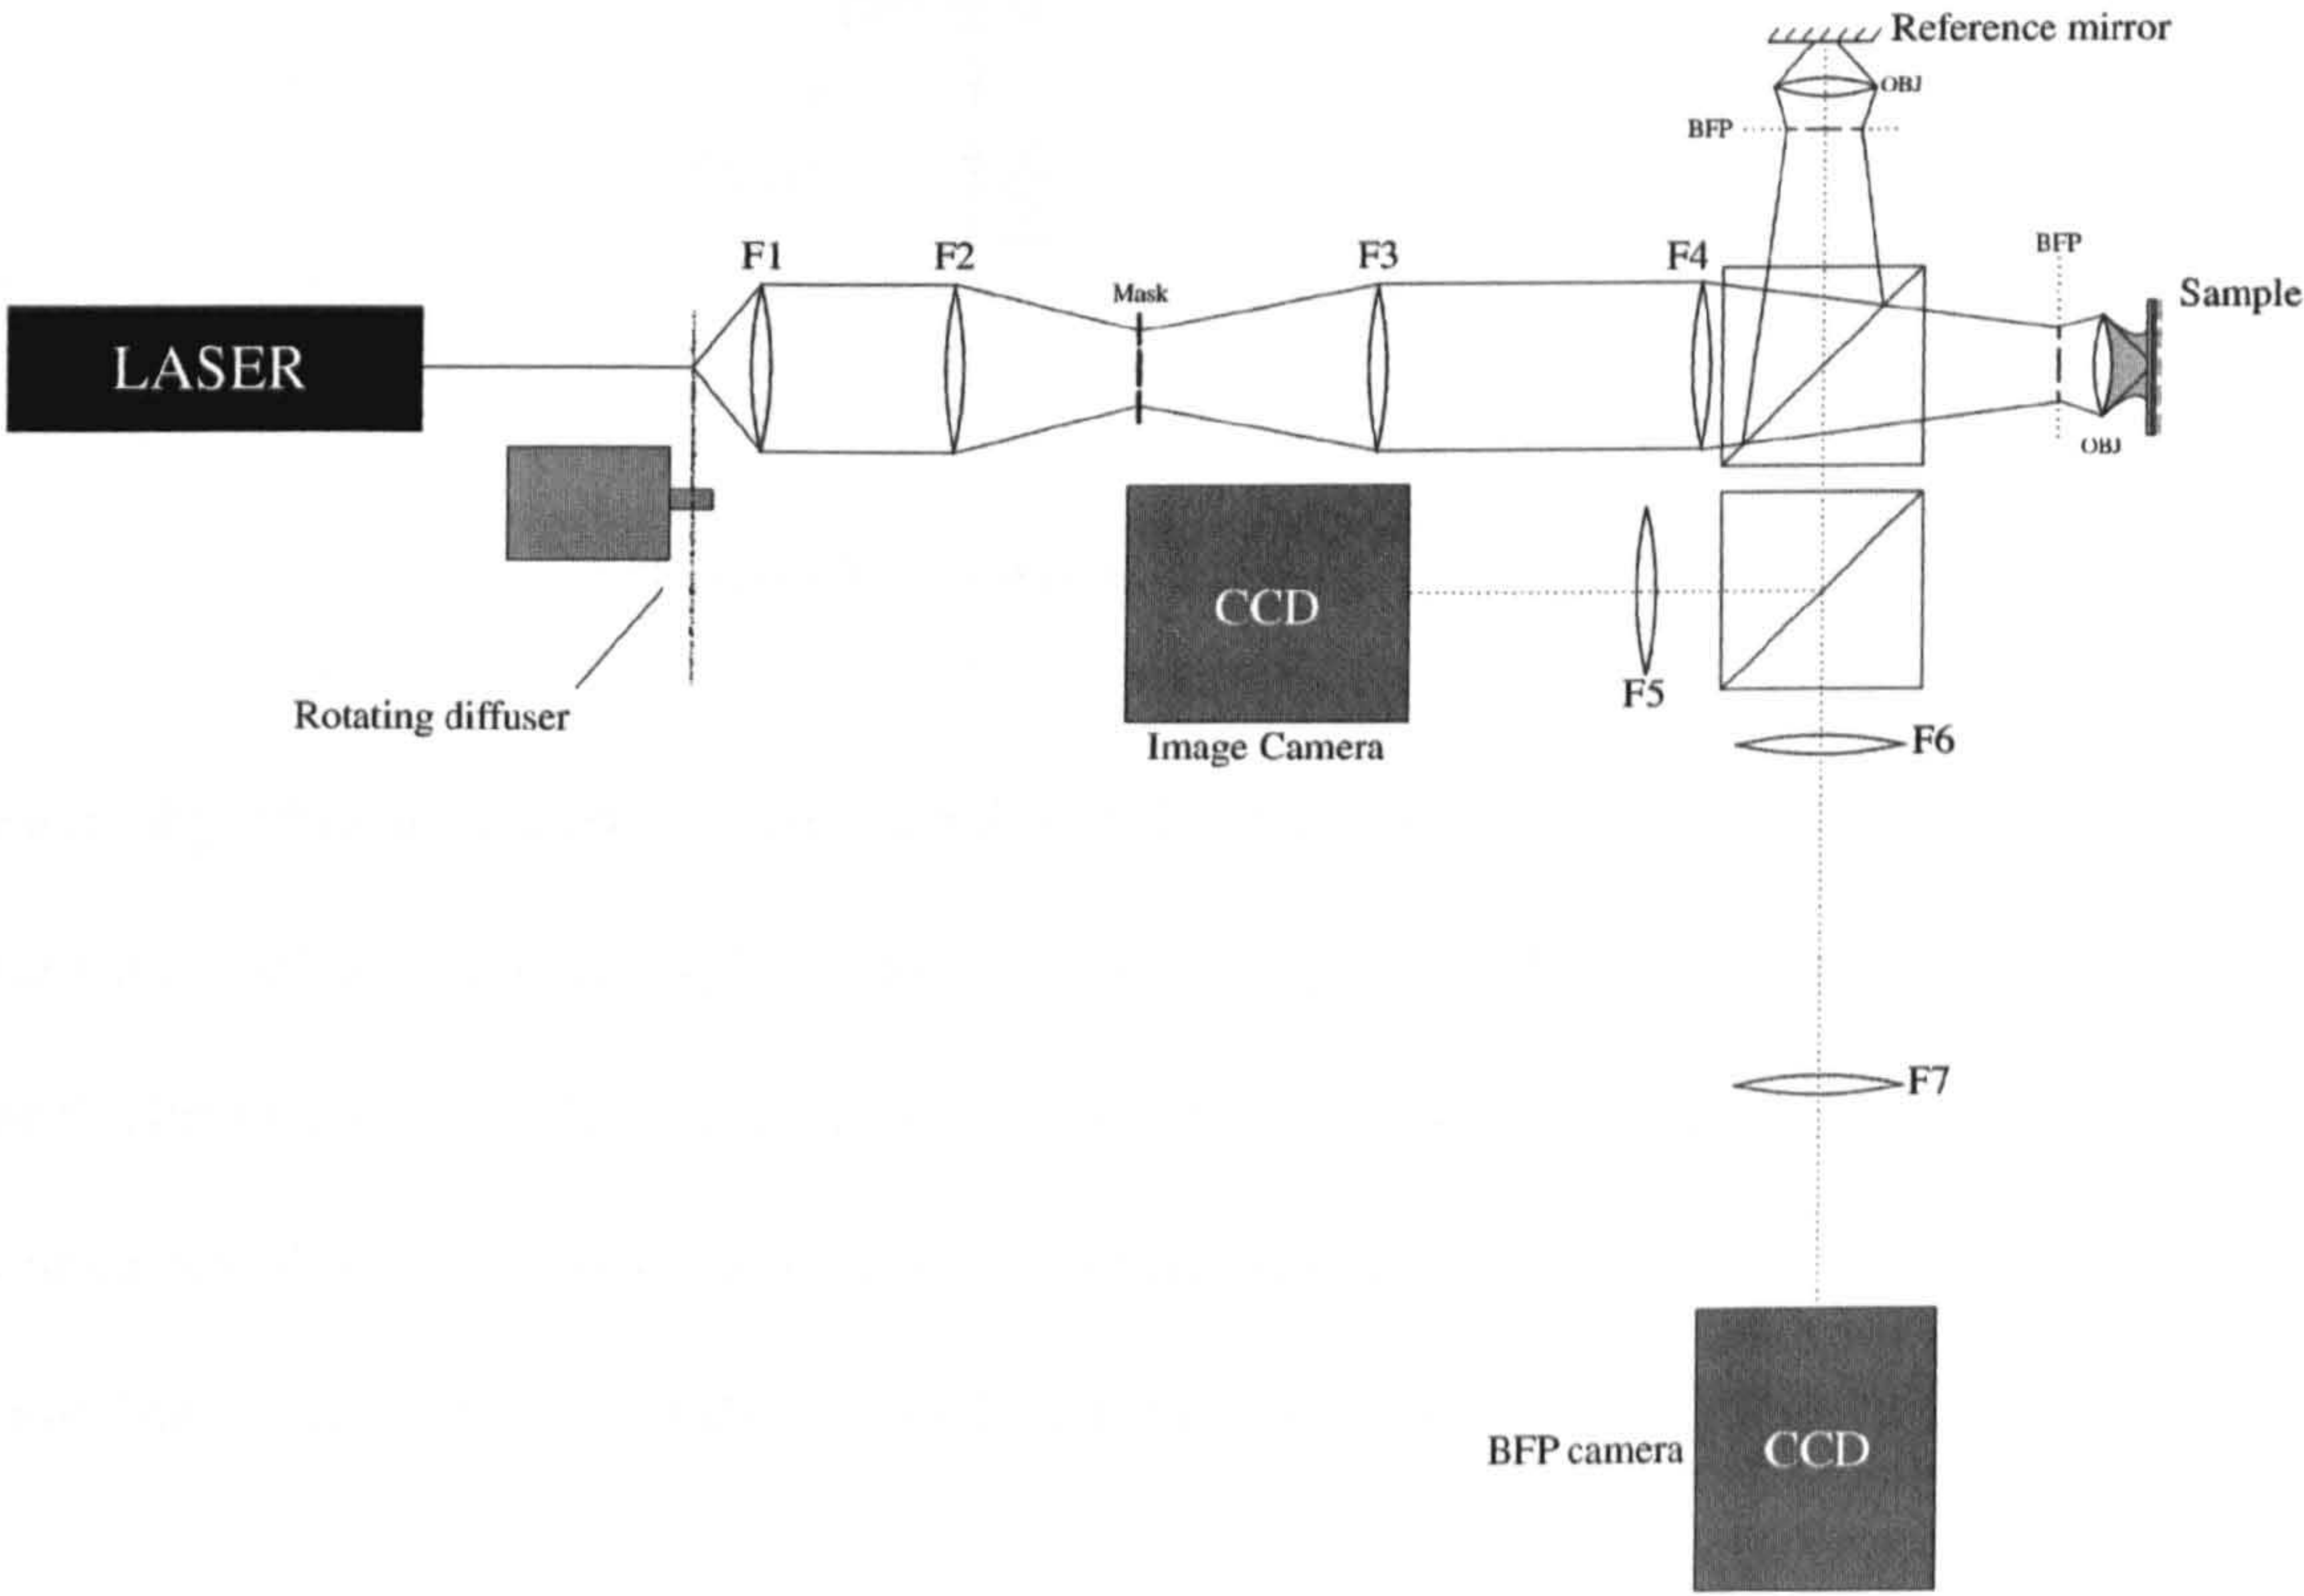 Reference mirror
OBJ
BFP
F1
F2
Mask
F3
F4
BFP
Sample
LASER
OBJ
CCD
F5
Rotating diffuser
Image Camera
F6
F7
BFP camera
CCD